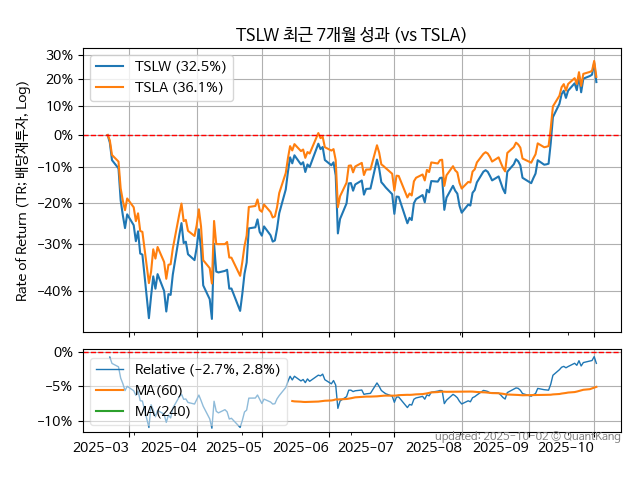 TSLW 최근 7개월 성과 (vs TSLA)
Rate of Return (TR: 배당재투자, Log)
30%
20%
10%
0%
−10%
−20%
−30%
−40%
TSLW (32.5%)
TSLA (36.1%)
0%
−5%
−10%
Relative (−2.7%, 2.8%)
MA(60)
MA(240)
updated: 2025-10-02 © QuantKang
2025-03 2025-04 2025-05 2025-06 2025-07 2025-08 2025-09 2025-10